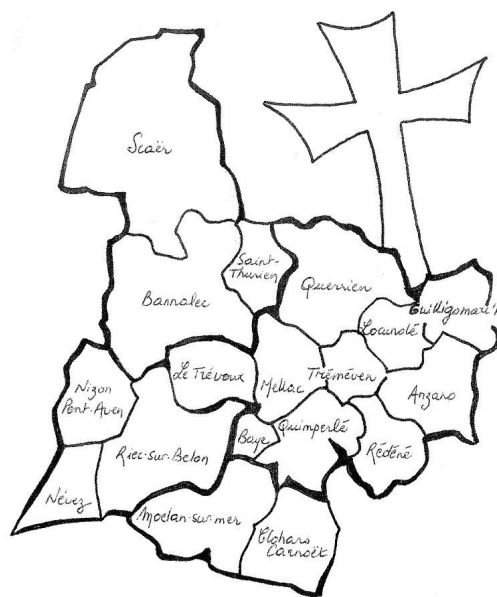 Scaër
Saint-
Thurien
Bannalec
Querrien
Guilligomarc'h
Locunolé
Le Trévoux
Mellac
Tréméven
Arzano
Nizon
Pont-Aven
Baye
Quimperlé
Rédéné
Riec-sur-Belon
Névez
Moëlan-sur-mer
Clohars
Carnoët